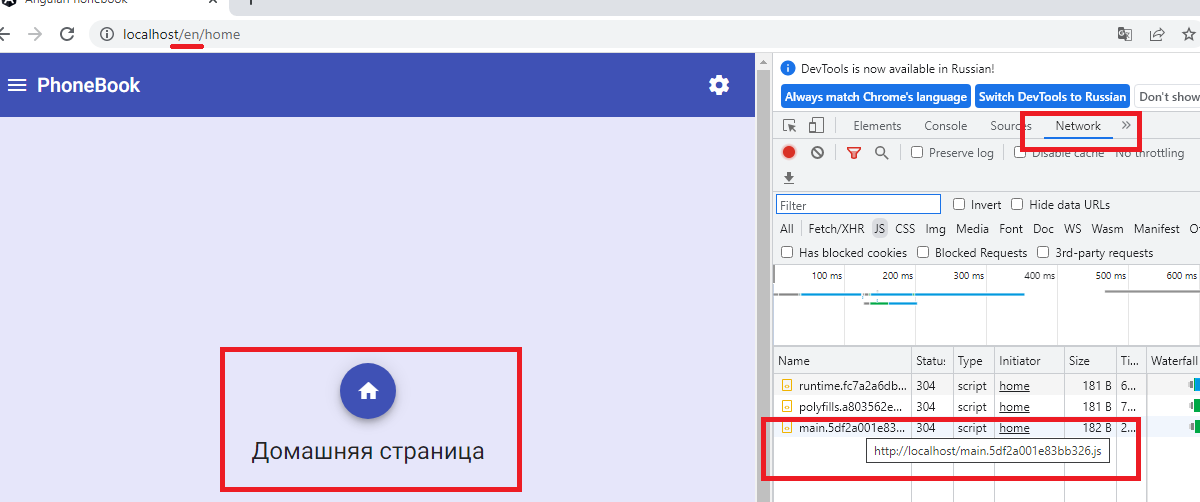 Angular Phonebook
localhost/en/home
PhoneBook
Домашняя страница
DevTools is now available in Russian!
Always match Chrome's language Switch DevTools to Russian Don't show
Elements Console Sources Network
Preserve log Disable cache No throttling
Filter Invert Hide data URLs
All Fetch/XHR JS CSS Img Media Font Doc WS Wasm Manifest
Has blocked cookies Blocked Requests 3rd-party requests
100 ms 200 ms 300 ms 400 ms 500 ms 600 ms
Name Status Type Initiator Size Ti... Waterfall
runtime.fc7a2a6db... 304 script home 181 B 6...
polyfills.a803562e... 304 script home 181 B 7...
main.5df2a001e83... 304 script home 182 B 2...
http://localhost/main.5df2a001e83bb326.js